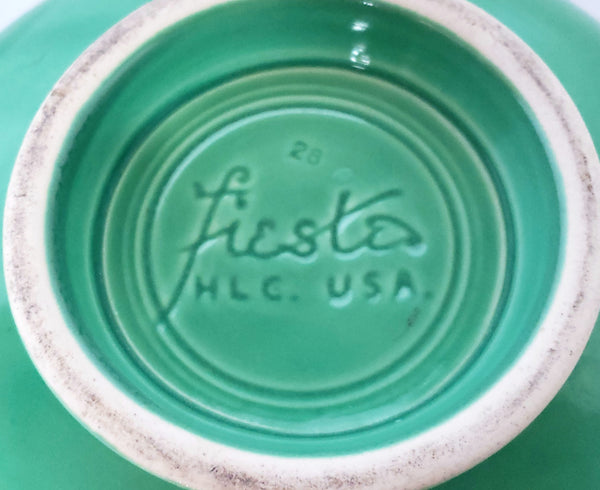 28
fiesta
HLC. USA.